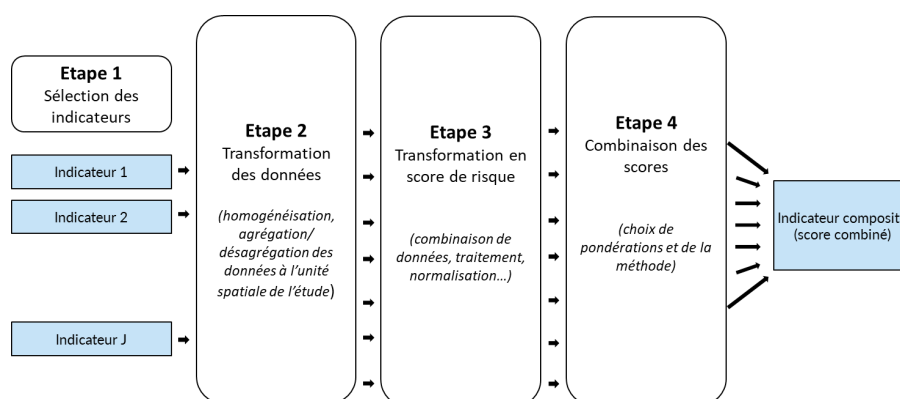 Etape 1
Sélection des
indicateurs
Indicateur 1
Indicateur 2
Indicateur J
Etape 2
Transformation
des données
(homogénéisation,
agrégation/
désagrégation des
données à l'unité
spatiale de l'étude)
Etape 3
Transformation en
score de risque
(combinaison de
données, traitement,
normalisation...)
Etape 4
Combinaison des
scores
(choix de
pondérations et de la
méthode)
Indicateur composit
(score combiné)